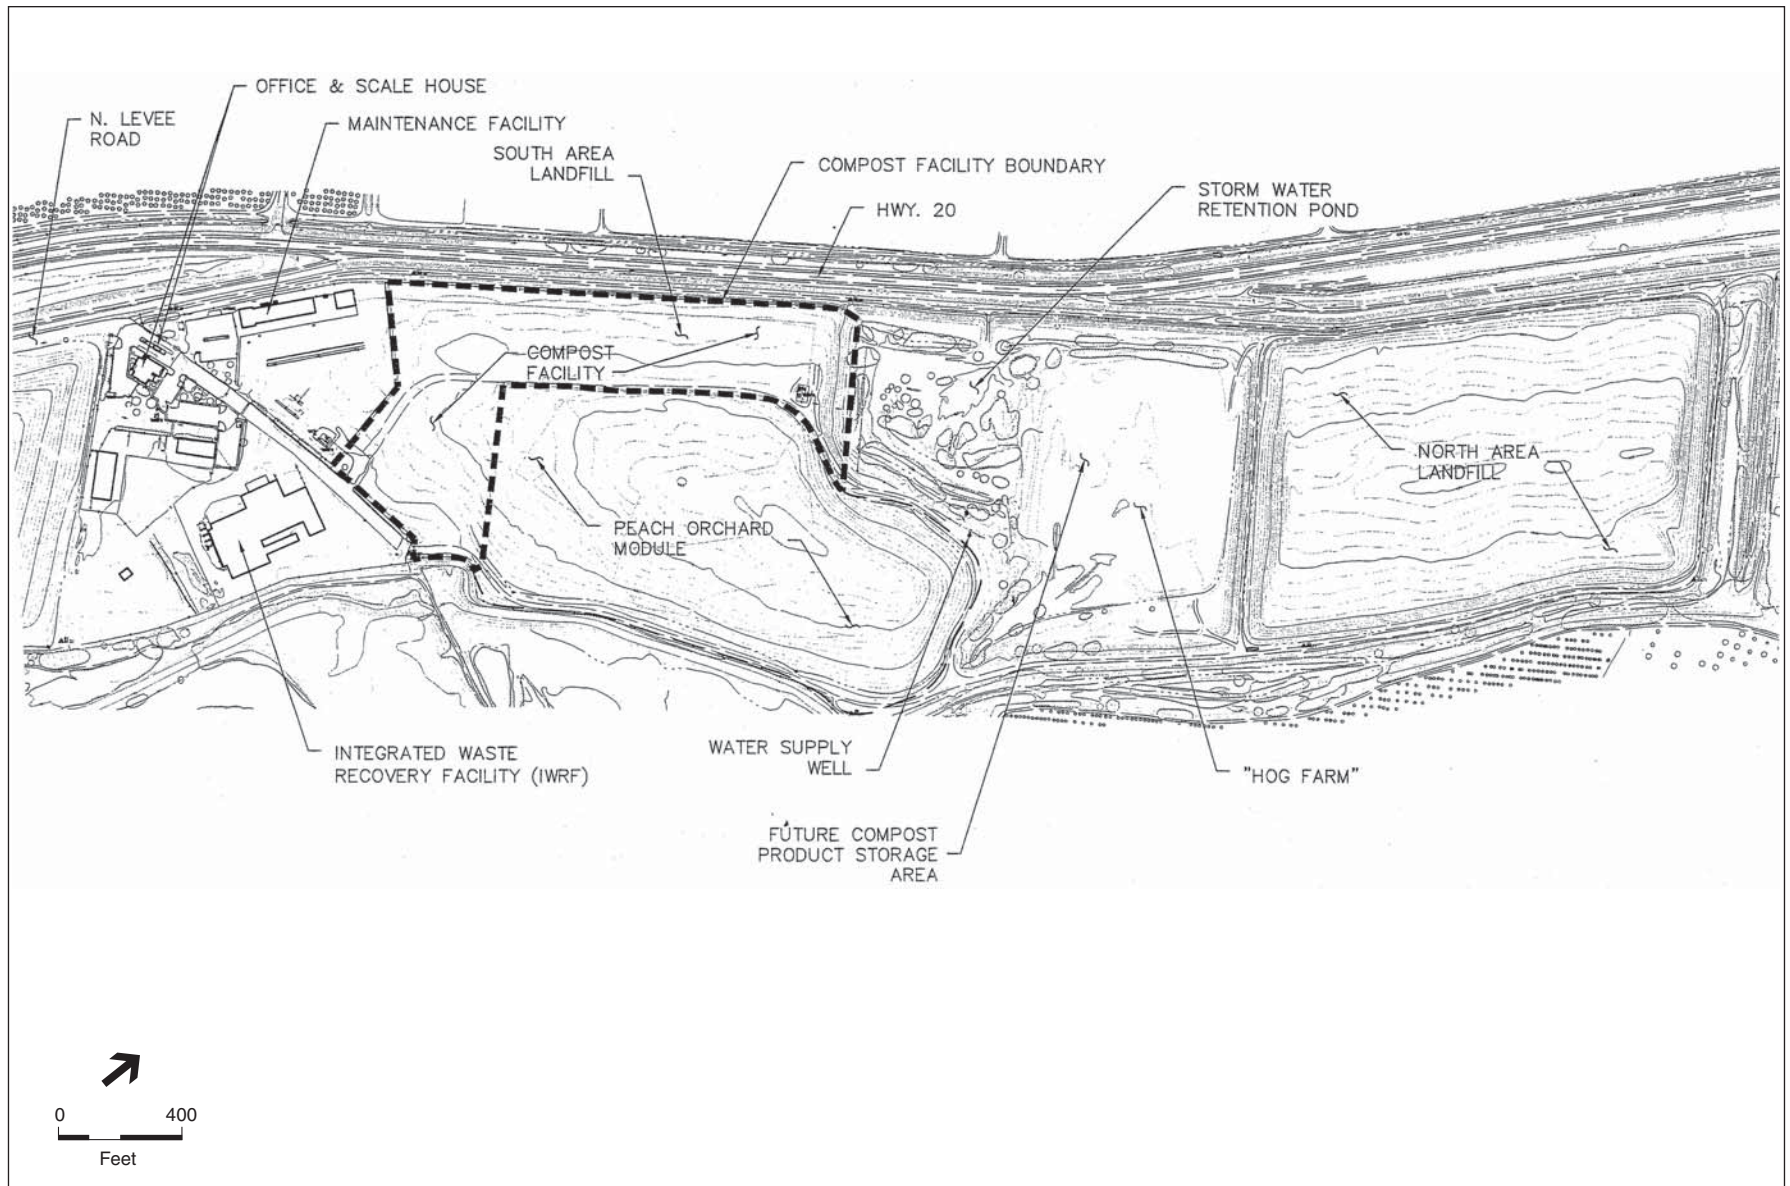 OFFICE & SCALE HOUSE
N. LEVEE
ROAD
MAINTENANCE FACILITY
SOUTH AREA
LANDFILL
COMPOST FACILITY BOUNDARY
STORM WATER
RETENTION POND
HWY. 20
COMPOST
FACILITY
NORTH AREA
LANDFILL
PEACH ORCHARD
MODULE
INTEGRATED WASTE
RECOVERY FACILITY (IWRF)
WATER SUPPLY
WELL
"HOG FARM"
FUTURE COMPOST
PRODUCT STORAGE
AREA
0 400
Feet